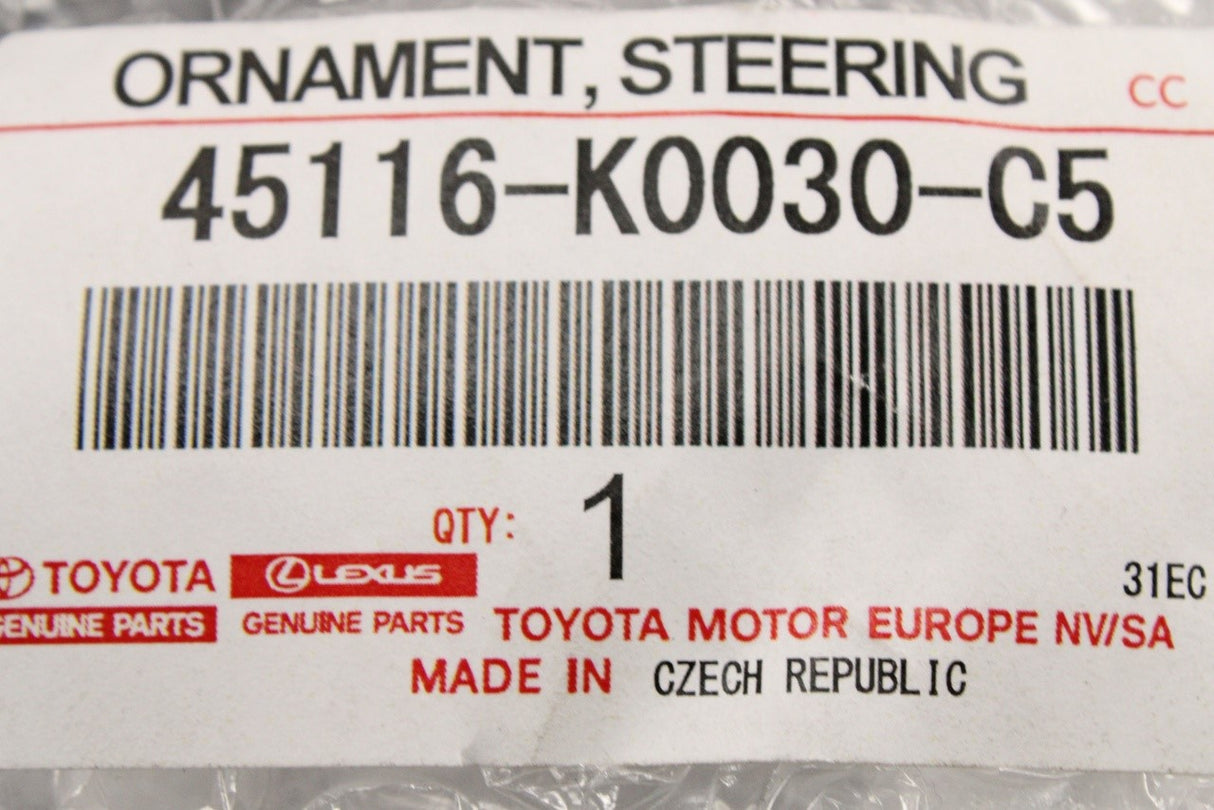 ORNAMENT, STEERING CC
45116-K0030-C5
QTY: 1
TOYOTA LEXUS 31EC
GENUINE PARTS GENUINE PARTS TOYOTA MOTOR EUROPE NV/SA
MADE IN CZECH REPUBLIC